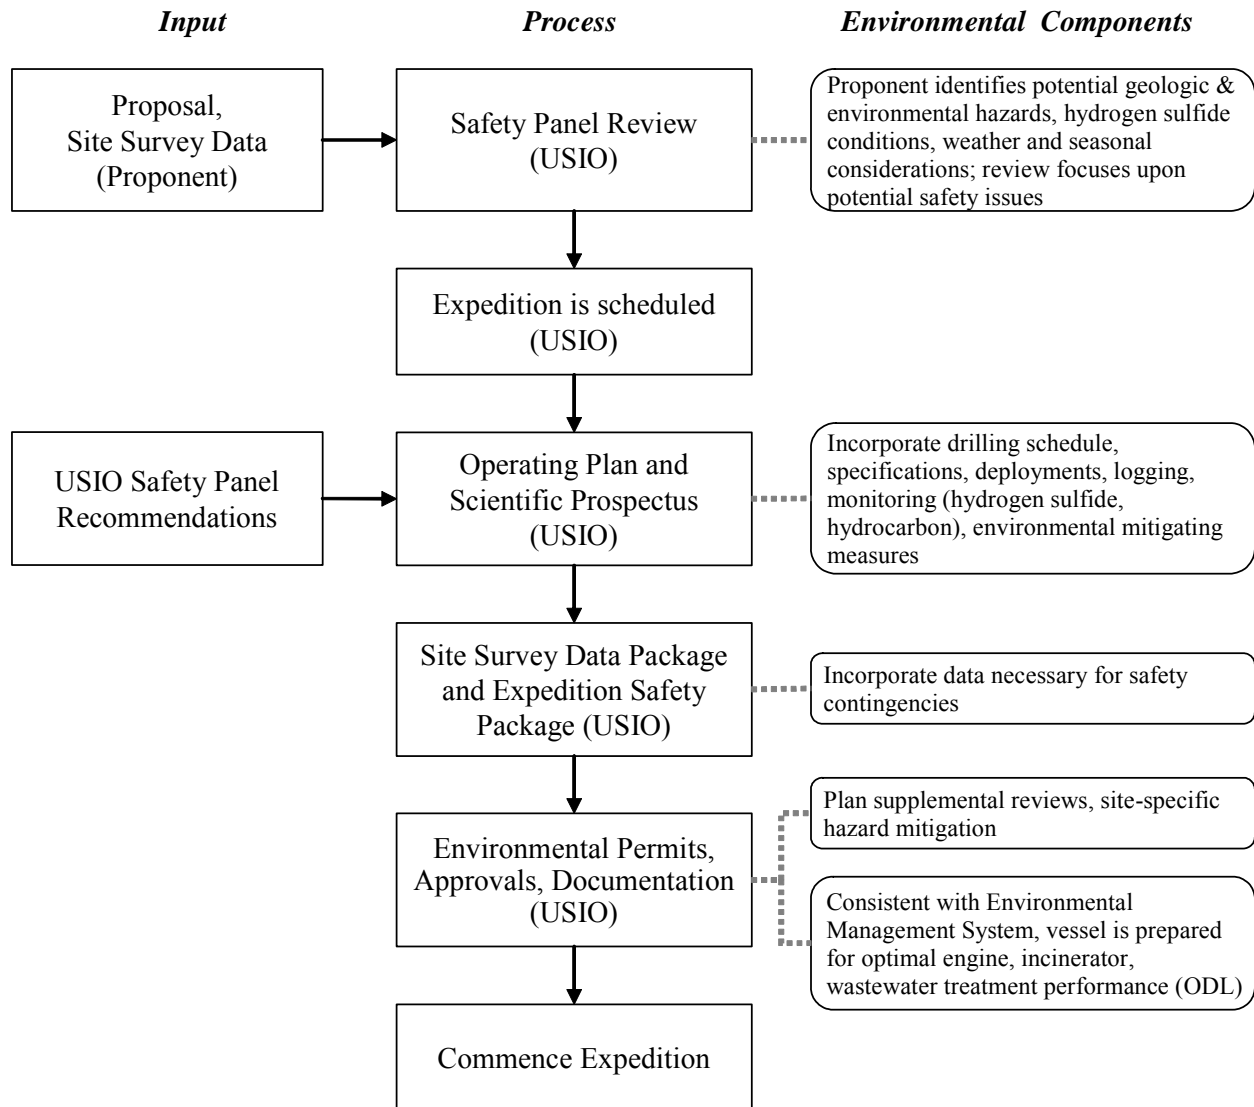 Input
Process
Environmental Components
Proposal,
Site Survey Data
(Proponent)
Safety Panel Review
(USIO)
Proponent identifies potential geologic &
environmental hazards, hydrogen sulfide
conditions, weather and seasonal
considerations; review focuses upon
potential safety issues
Expedition is scheduled
(USIO)
USIO Safety Panel
Recommendations
Operating Plan and
Scientific Prospectus
(USIO)
Incorporate drilling schedule,
specifications, deployments, logging,
monitoring (hydrogen sulfide,
hydrocarbon), environmental mitigating
measures
Site Survey Data Package
and Expedition Safety
Package (USIO)
Incorporate data necessary for safety
contingencies
Environmental Permits,
Approvals, Documentation
(USIO)
Plan supplemental reviews, site-specific
hazard mitigation
Consistent with Environmental
Management System, vessel is prepared
for optimal engine, incinerator,
wastewater treatment performance (ODL)
Commence Expedition